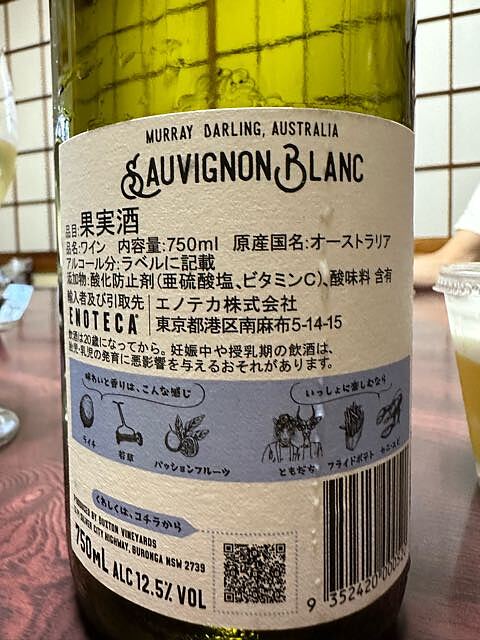 MURRAY DARLING, AUSTRALIA
SAUVIGNON BLANC
品目:果実酒
品名:ワイン 内容量:750ml 原産国名:オーストラリア
アルコール分:ラベルに記載
添加物:酸化防止剤(亜硫酸塩、ビタミンC)、酸味料 含有
輸入者及び引取先 エノテカ株式会社
ENOTECA 東京都港区南麻布5-14-15
飲酒は20歳になってから。妊娠中や授乳期の飲酒は、
胎児・乳児の発育に悪影響を与えるおそれがあります。
味わいと香りは、こんな感じ
いっしょに楽しむなら
ライチ
若草
パッションフルーツ
ともだち
フライドポテト
カニ・エビ
くわしくは、コチラから
PRODUCED BY BUXTON VINEYARDS
SILVER CITY HIGHWAY, BURONGA NSW 2739
750mL ALC 12.5% VOL
9 352420 000